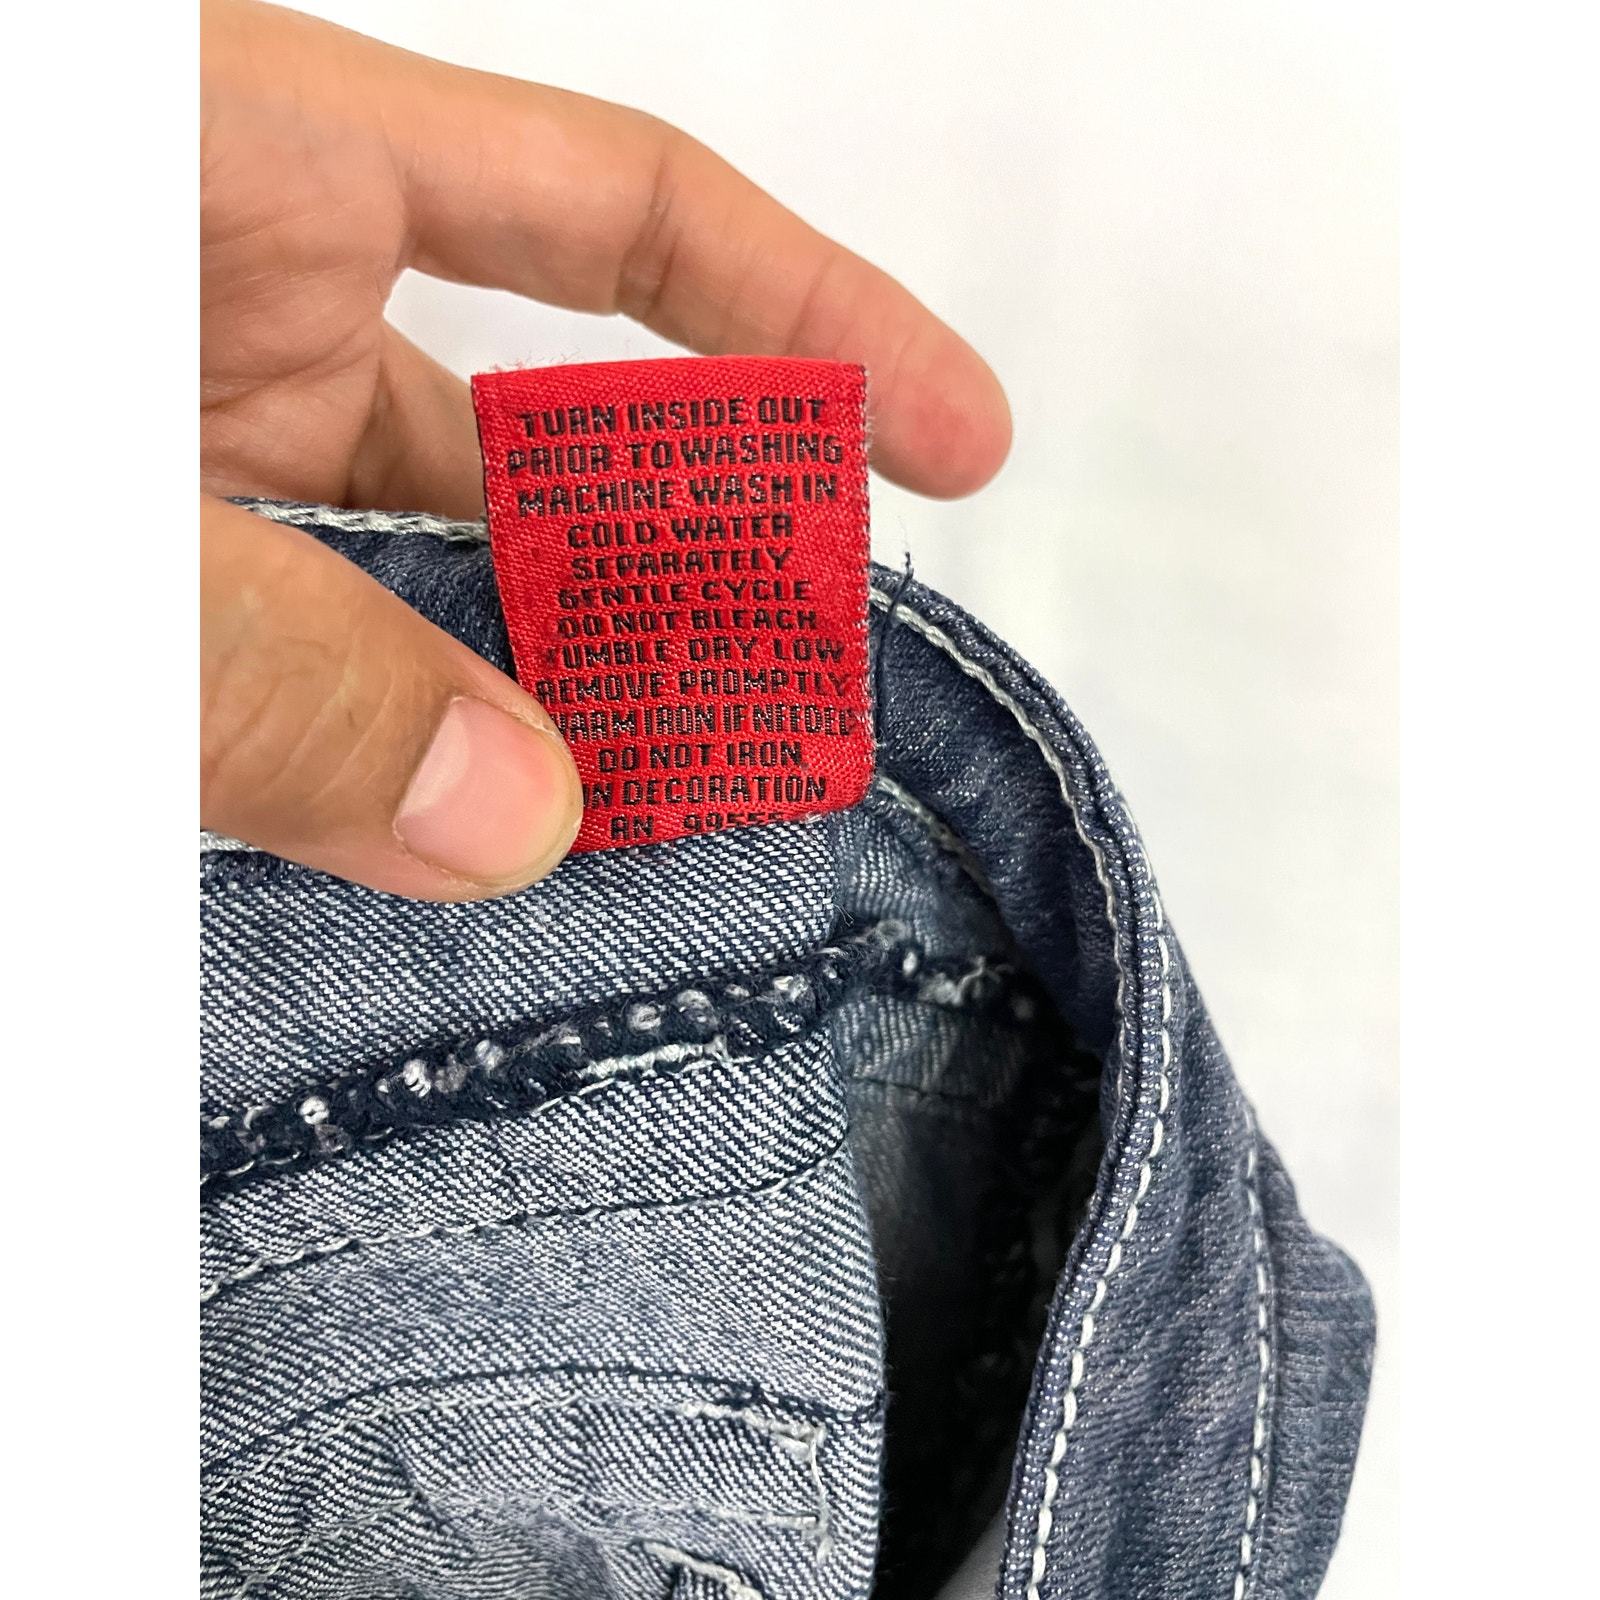 TURN INSIDE OUT
PRIOR TO WASHING
MACHINE WASH IN
COLD WATER
SEPARATELY
GENTLE CYCLE
DO NOT BLEACH
TUMBLE DRY LOW
REMOVE PROMPTLY
WARM IRON IF NEEDED
DO NOT IRON
ON DECORATION
RN